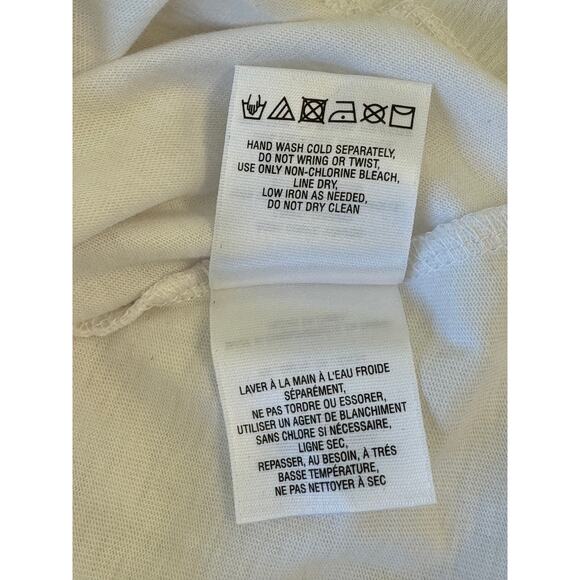 HAND WASH COLD SEPARATELY,
DO NOT WRING OR TWIST,
USE ONLY NON-CHLORINE BLEACH,
LINE DRY,
LOW IRON AS NEEDED,
DO NOT DRY CLEAN
LAVER À LA MAIN À L'EAU FROIDE
SÉPARÉMENT,
NE PAS TORDRE OU ESSORER,
UTILISER UN AGENT DE BLANCHIMENT
SANS CHLORE SI NÉCESSAIRE,
LIGNE SEC,
REPASSER, AU BESOIN, À TRÉS
BASSE TEMPÉRATURE,
NE PAS NETTOYER À SEC